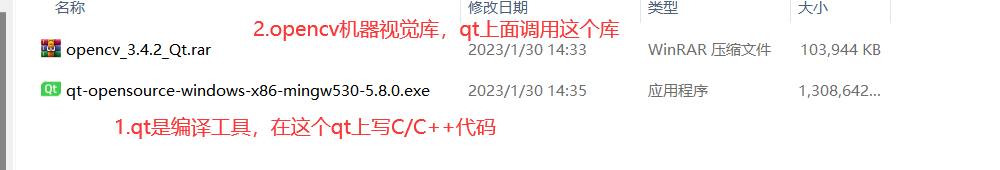 名称 修改日期 类型 大小
2.opencv机器视觉库，qt上面调用这个库
opencv_3.4.2_Qt.rar 2023/1/30 14:33 WinRAR 压缩文件 103,944 KB
qt-opensource-windows-x86-mingw530-5.8.0.exe 2023/1/30 14:35 应用程序 1,308,642...
1.qt是编译工具，在这个qt上写C/C++代码